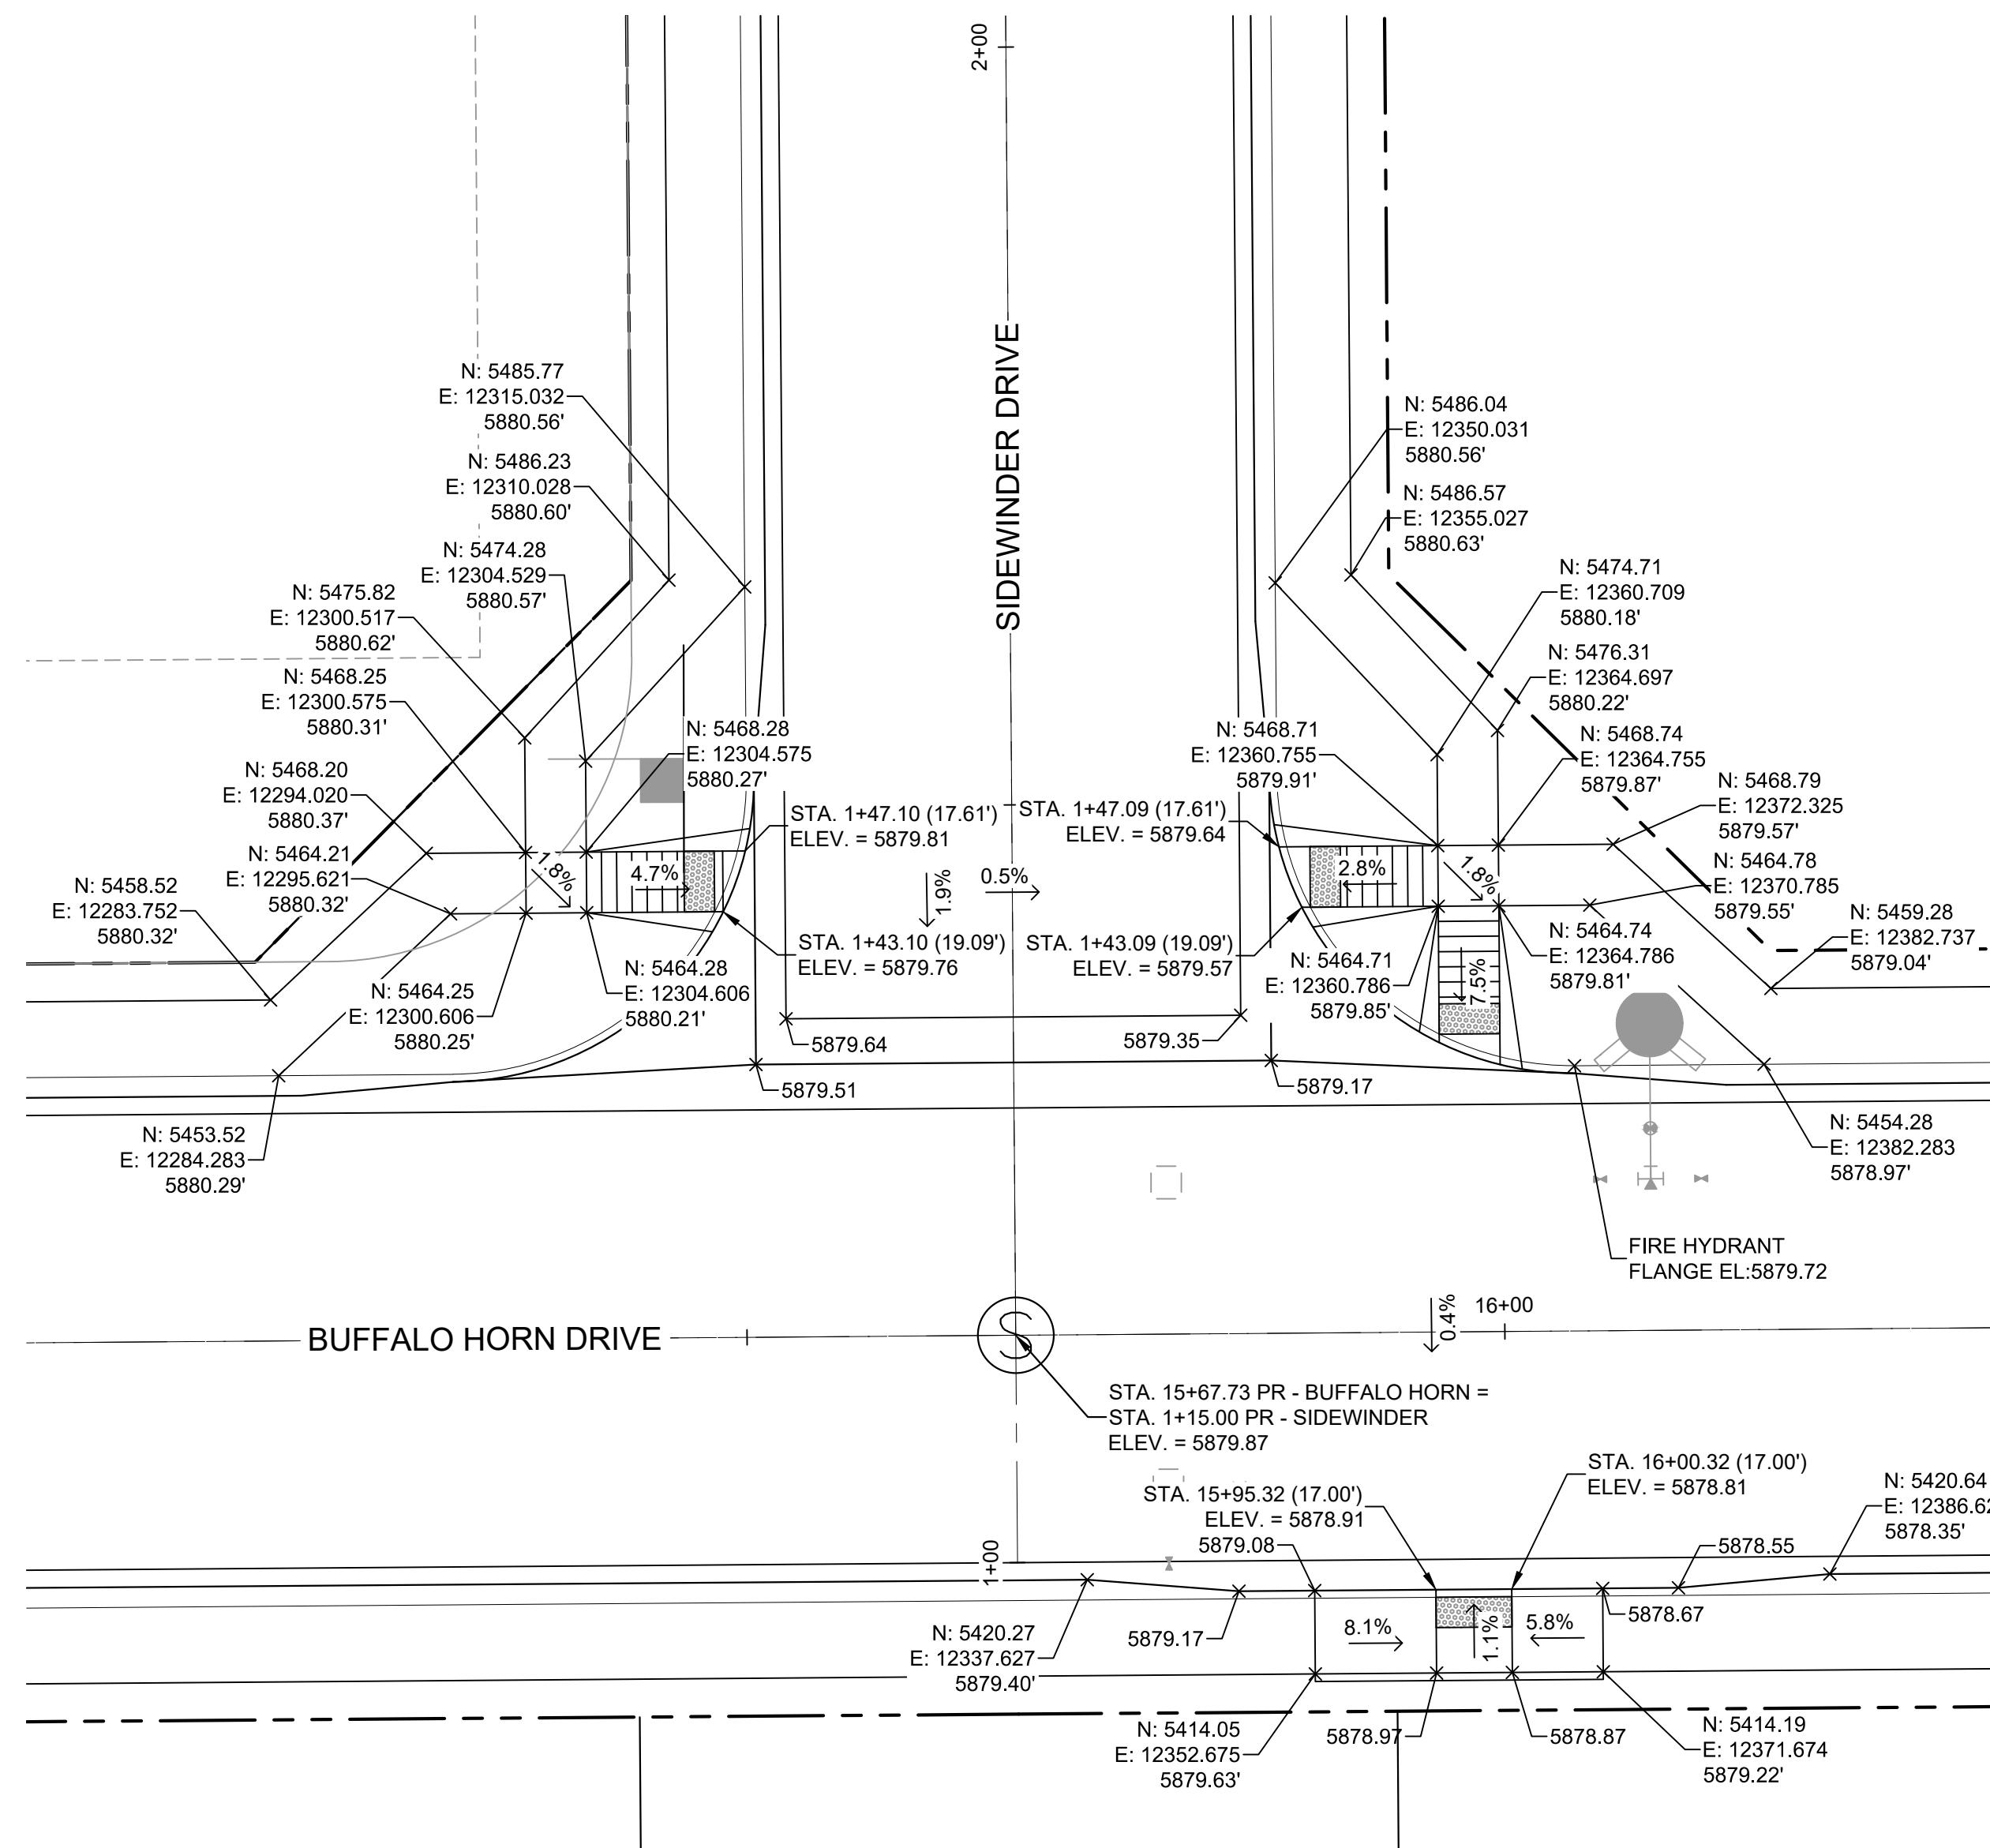 2+00
SIDEWINDER DRIVE
N: 5485.77
E: 12315.032
5880.56'
N: 5486.23
E: 12310.028
5880.60'
N: 5474.28
E: 12304.529
5880.57'
N: 5475.82
E: 12300.517
5880.62'
N: 5468.25
E: 12300.575
5880.31'
N: 5468.20
E: 12294.020
5880.37'
N: 5464.21
E: 12295.621
5880.32'
N: 5458.52
E: 12283.752
5880.32'
N: 5468.28
E: 12304.575
5880.27'
N: 5464.28
E: 12304.606
5880.21'
N: 5464.25
E: 12300.606
5880.25'
N: 5453.52
E: 12284.283
5880.29'
1.8%
4.7%
STA. 1+47.10 (17.61')
ELEV. = 5879.81
STA. 1+43.10 (19.09')
ELEV. = 5879.76
1.9%
0.5%
5879.64
5879.51
N: 5486.04
E: 12350.031
5880.56'
N: 5486.57
E: 12355.027
5880.63'
N: 5474.71
E: 12360.709
5880.18'
N: 5476.31
E: 12364.697
5880.22'
N: 5468.71
E: 12360.755
5879.91'
N: 5468.74
E: 12364.755
5879.87'
N: 5468.79
E: 12372.325
5879.57'
STA. 1+47.09 (17.61')
ELEV. = 5879.64
STA. 1+43.09 (19.09')
ELEV. = 5879.57
2.8%
1.8%
7.5%
N: 5464.78
E: 12370.785
5879.55'
N: 5459.28
E: 12382.737
5879.04'
N: 5464.74
E: 12364.786
5879.81'
N: 5464.71
E: 12360.786
5879.85'
5879.35
5879.17
N: 5454.28
E: 12382.283
5878.97'
FIRE HYDRANT
FLANGE EL:5879.72
BUFFALO HORN DRIVE
0.4%
16+00
STA. 15+67.73 PR - BUFFALO HORN =
STA. 1+15.00 PR - SIDEWINDER
ELEV. = 5879.87
1+00
STA. 15+95.32 (17.00')
ELEV. = 5878.91
5879.08
STA. 16+00.32 (17.00')
ELEV. = 5878.81
N: 5420.64
E: 12386.62
5878.35'
5878.55
5878.67
5879.17
8.1%
1.1%
5.8%
N: 5420.27
E: 12337.627
5879.40'
N: 5414.05
E: 12352.675
5879.63'
5878.97
5878.87
N: 5414.19
E: 12371.674
5879.22'
S